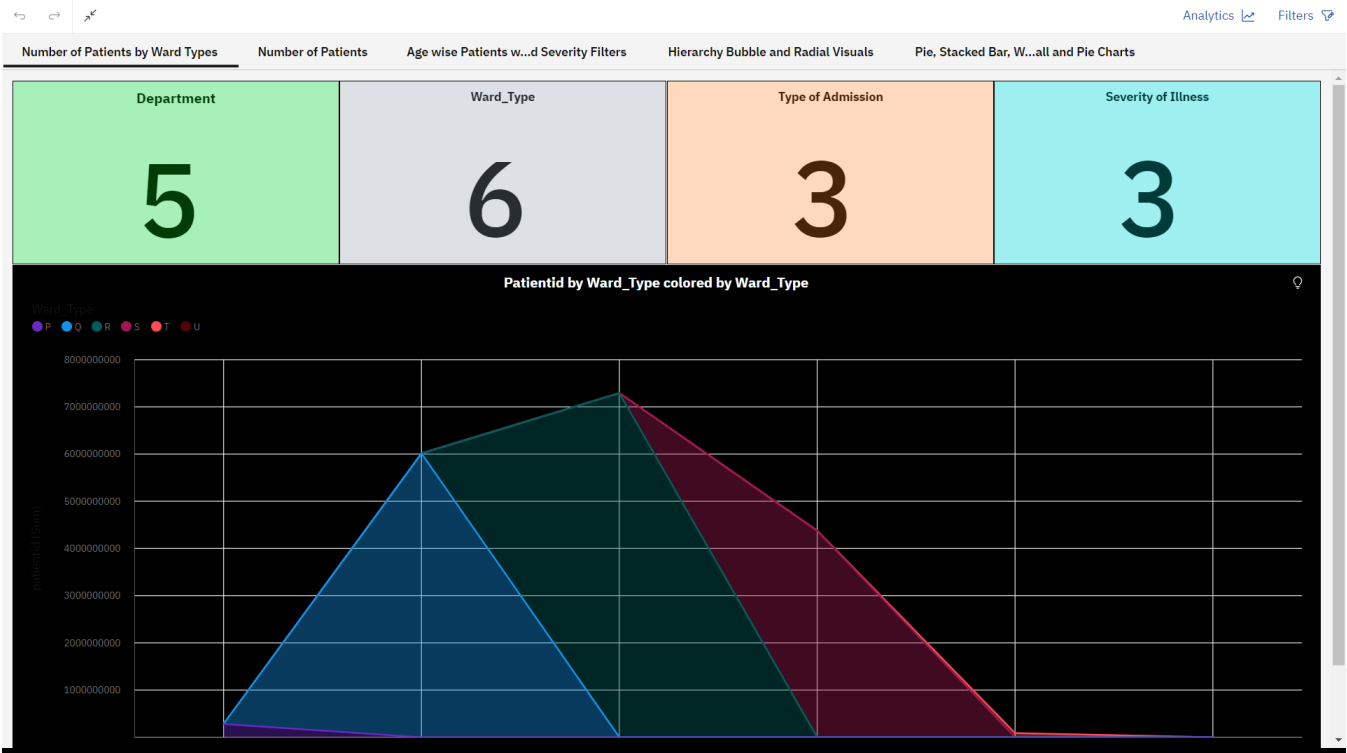 Analytics Filters
Number of Patients by Ward Types Number of Patients Age wise Patients w...d Severity Filters Hierarchy Bubble and Radial Visuals Pie, Stacked Bar, W...all and Pie Charts
Department Ward_Type Type of Admission Severity of Illness
5 6 3 3
Patientid by Ward_Type colored by Ward_Type
Ward_Type
P Q R S T U
8000000000
7000000000
6000000000
5000000000
4000000000
3000000000
2000000000
1000000000
patientid (Sum)